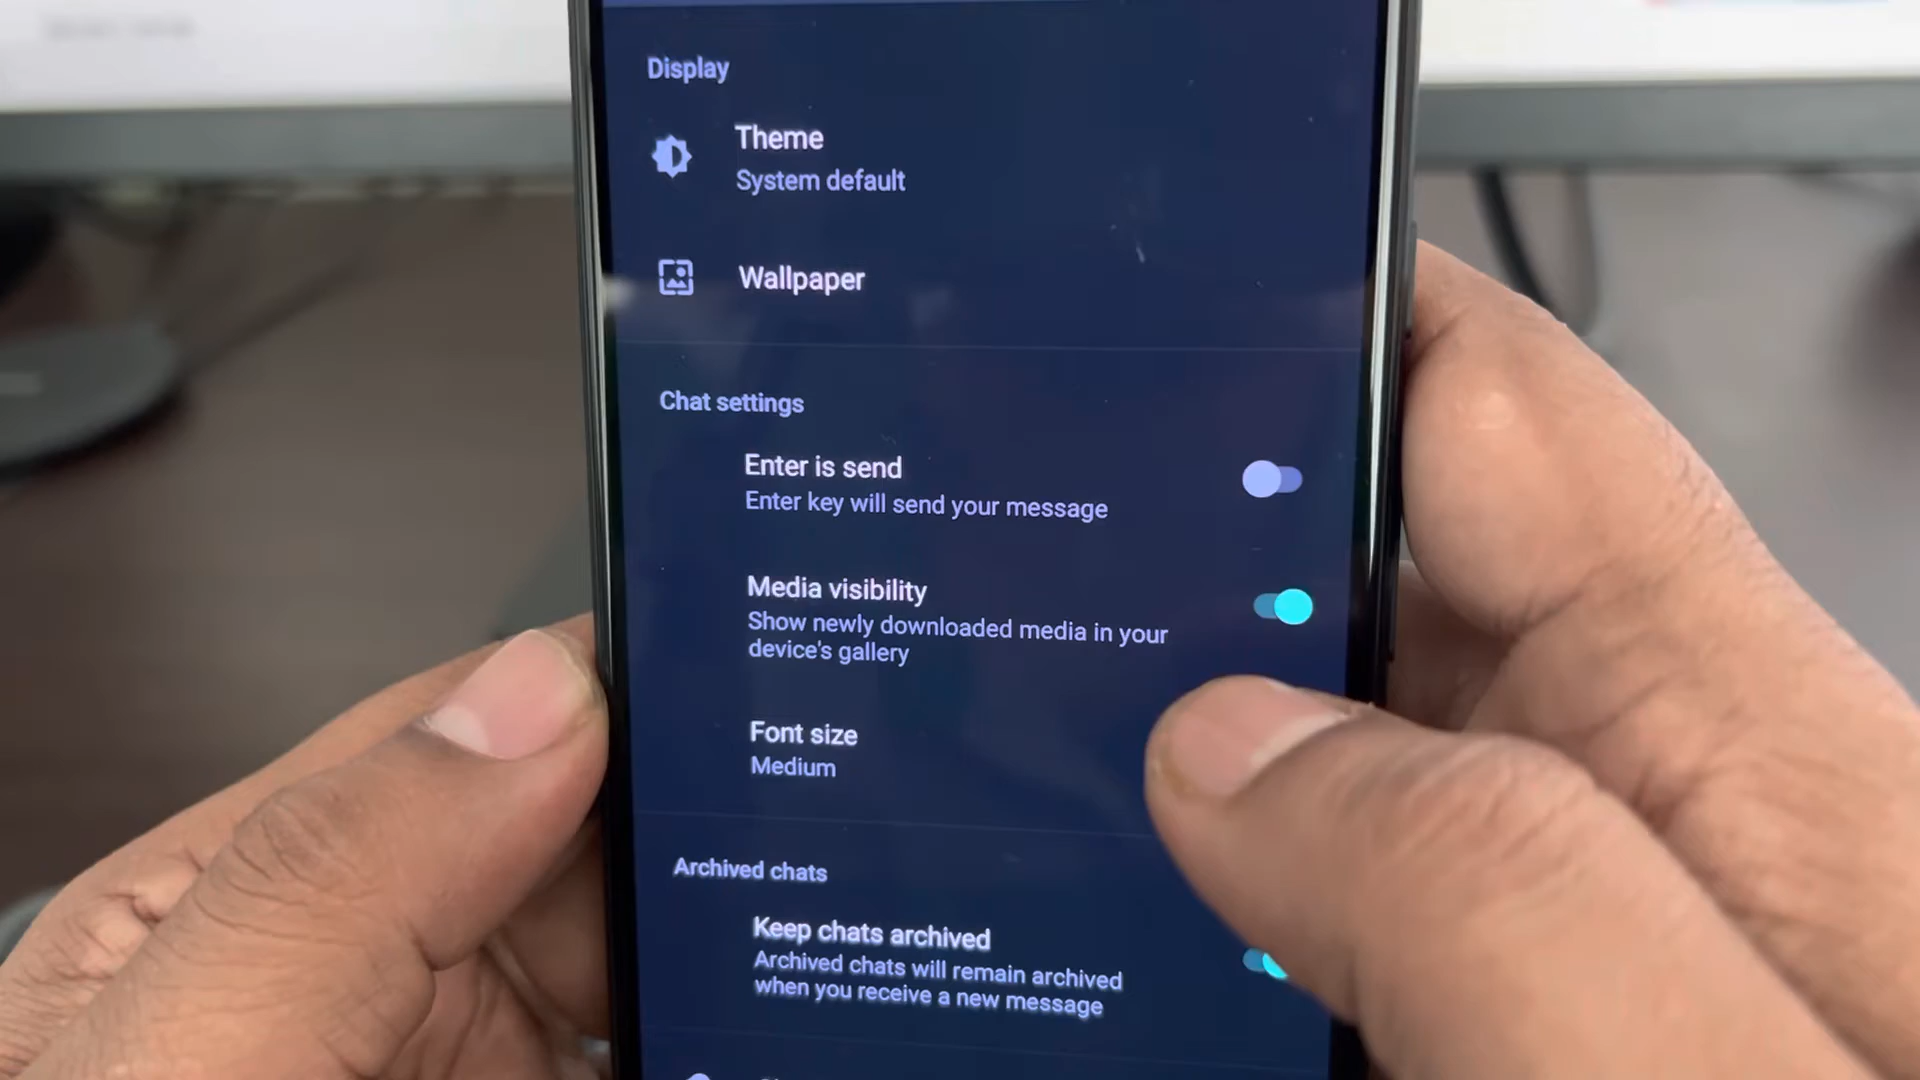 Display
Theme
System default
Wallpaper
Chat settings
Enter is send
Enter key will send your message
Media visibility
Show newly downloaded media in your
device's gallery
Font size
Medium
Archived chats
Keep chats archived
Archived chats will remain archived
when you receive a new message